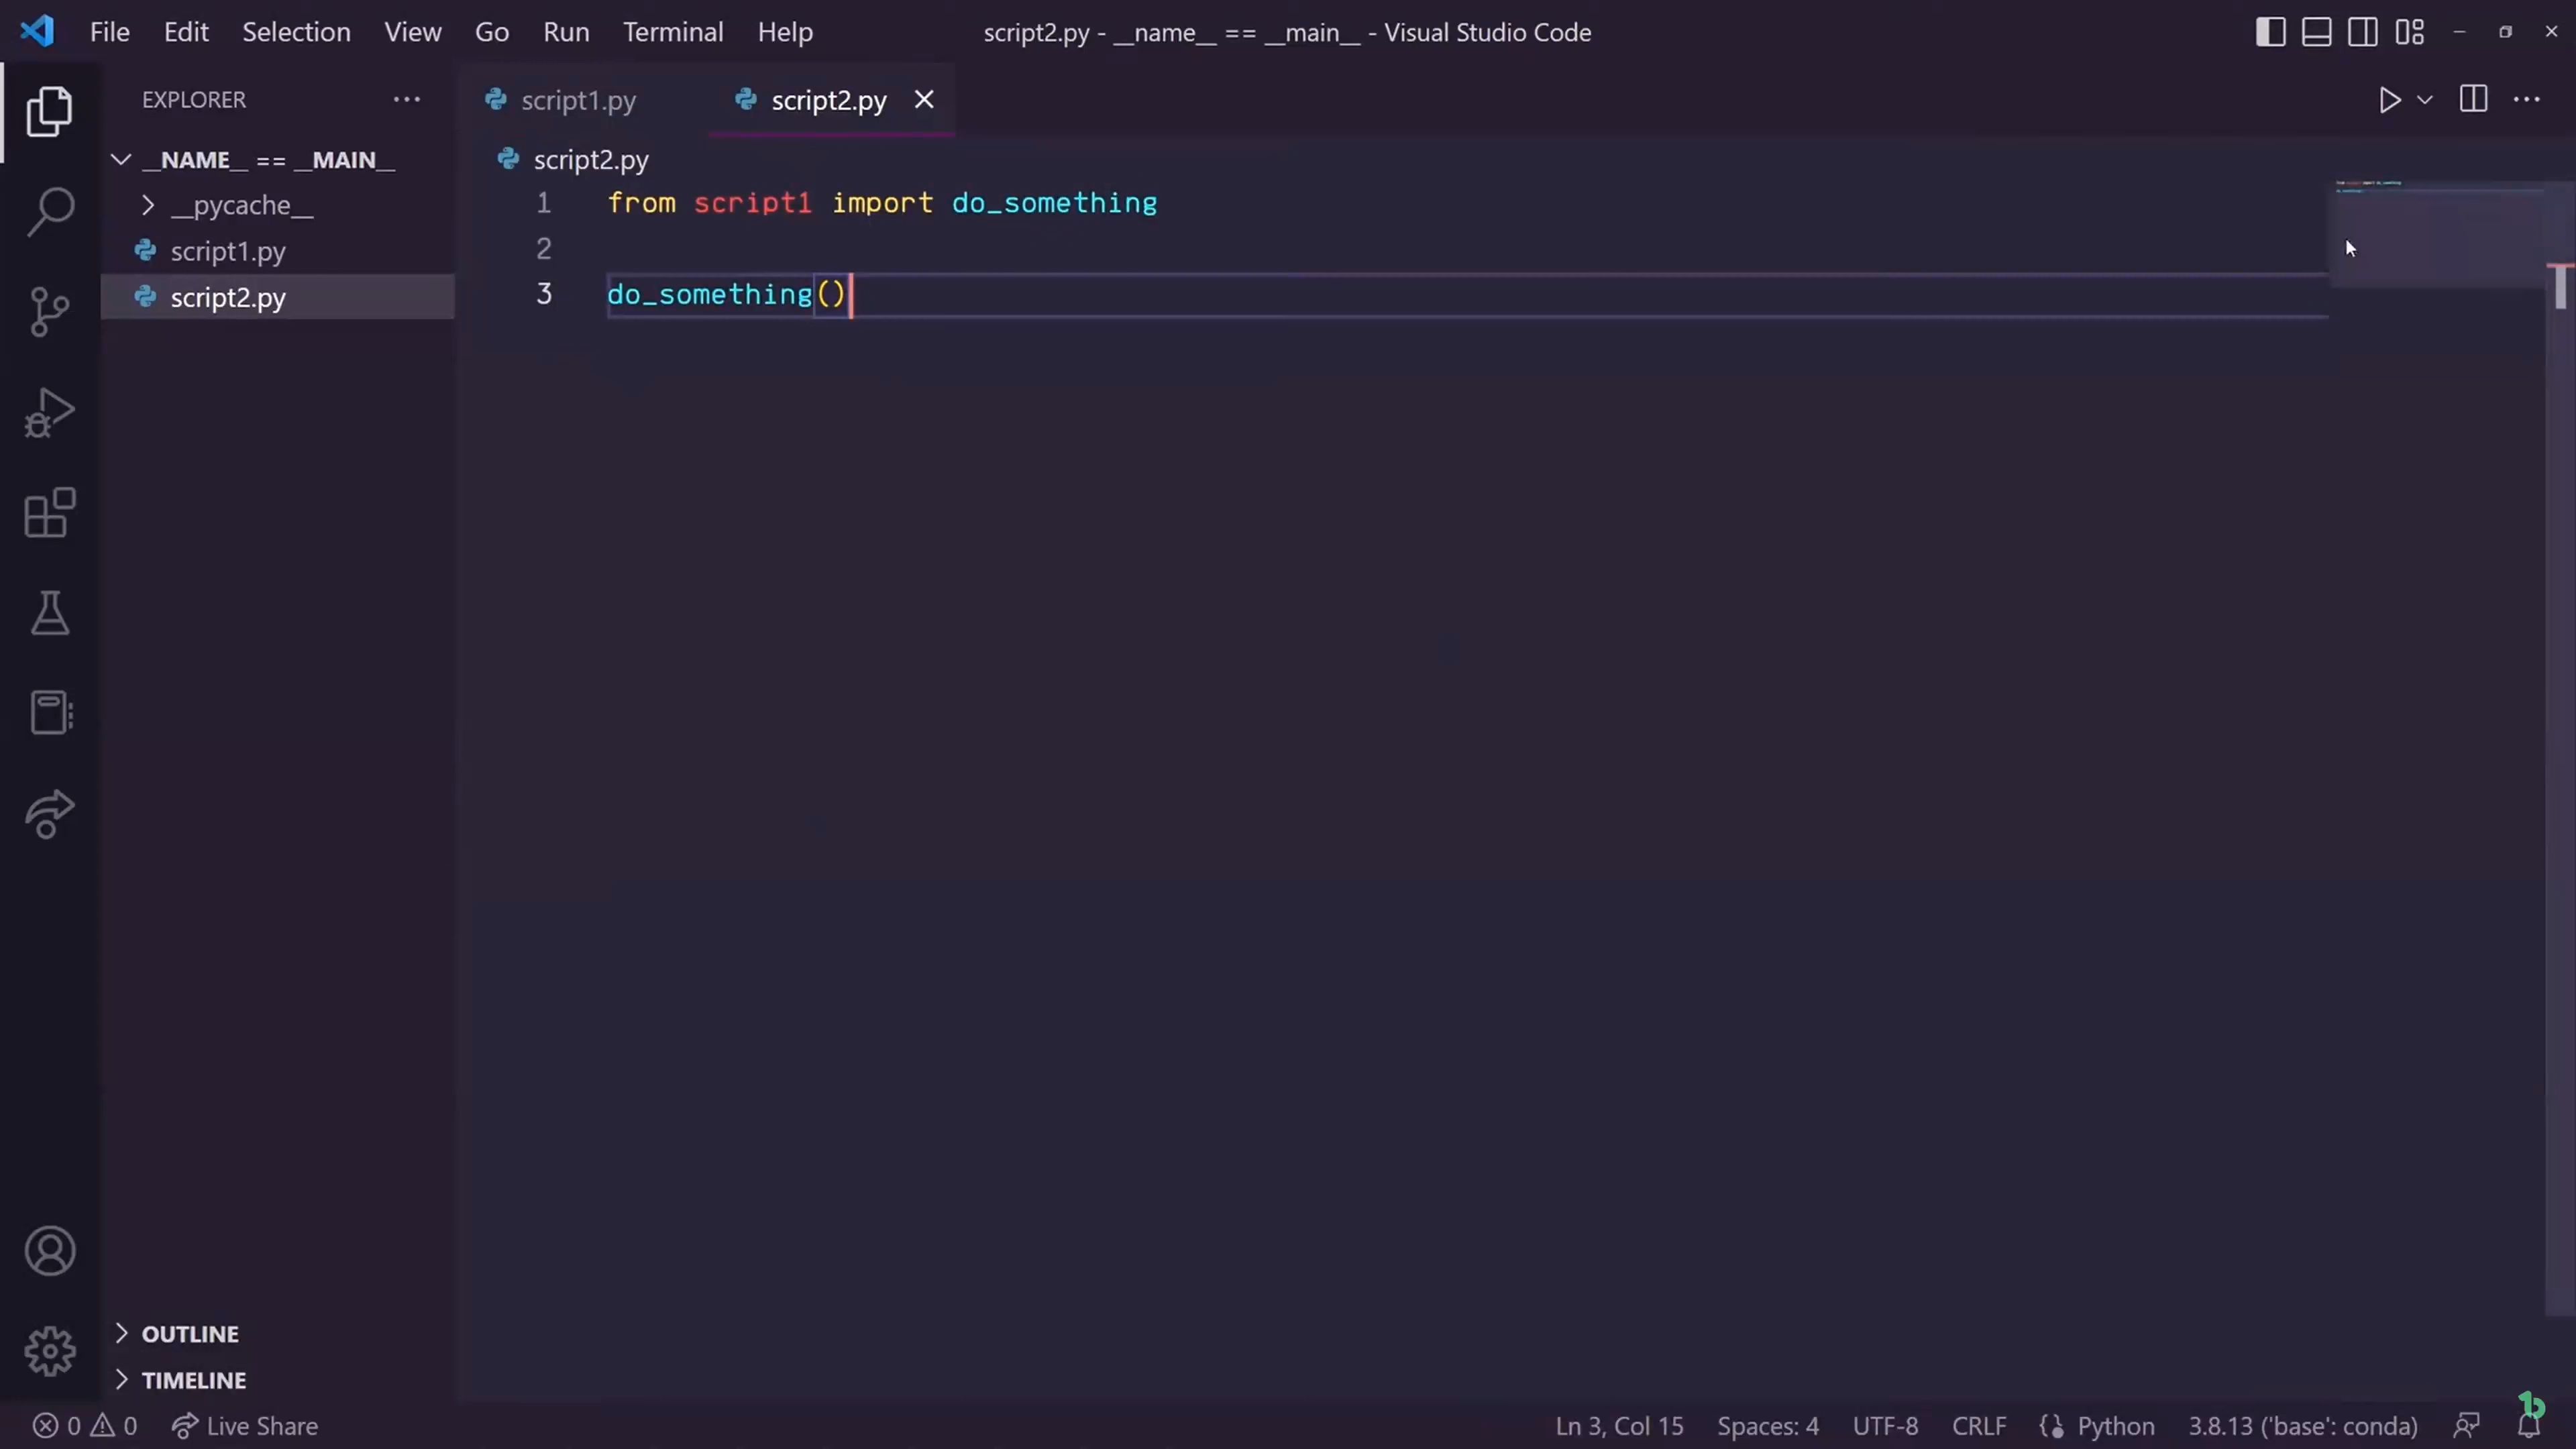 File Edit Selection View Go Run Terminal Help
script2.py - __name__ == __main__ - Visual Studio Code
EXPLORER
__NAME__ == __MAIN__
__pycache__
script1.py
script2.py
OUTLINE
TIMELINE
script1.py
script2.py
script2.py
1 from script1 import do_something
2
3 do_something()
0 0 Live Share
Ln 3, Col 15 Spaces: 4 UTF-8 CRLF Python 3.8.13 ('base': conda)